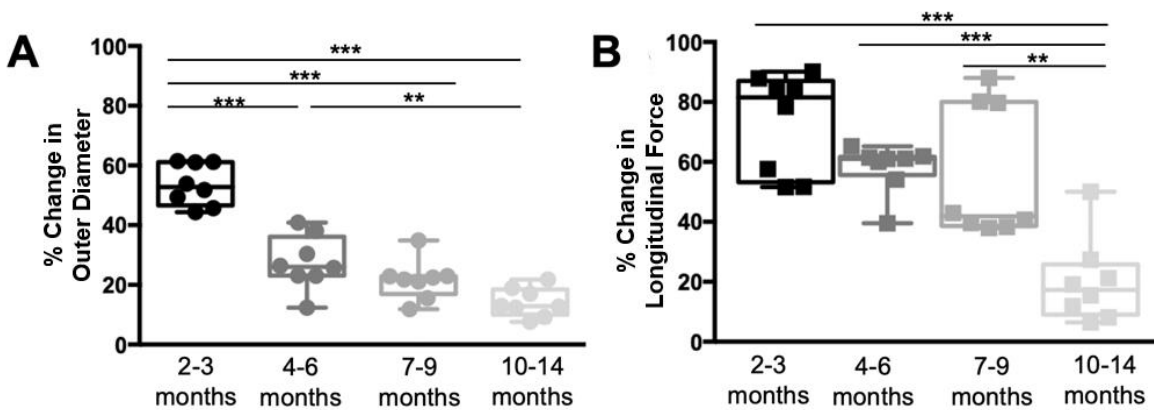 A
% Change in
Outer Diameter
100
80
60
40
20
0
***
***
***
**
2-3
months
4-6
months
7-9
months
10-14
months
B
% Change in
Longitudinal Force
100
80
60
40
20
0
***
***
**
2-3
months
4-6
months
7-9
months
10-14
months